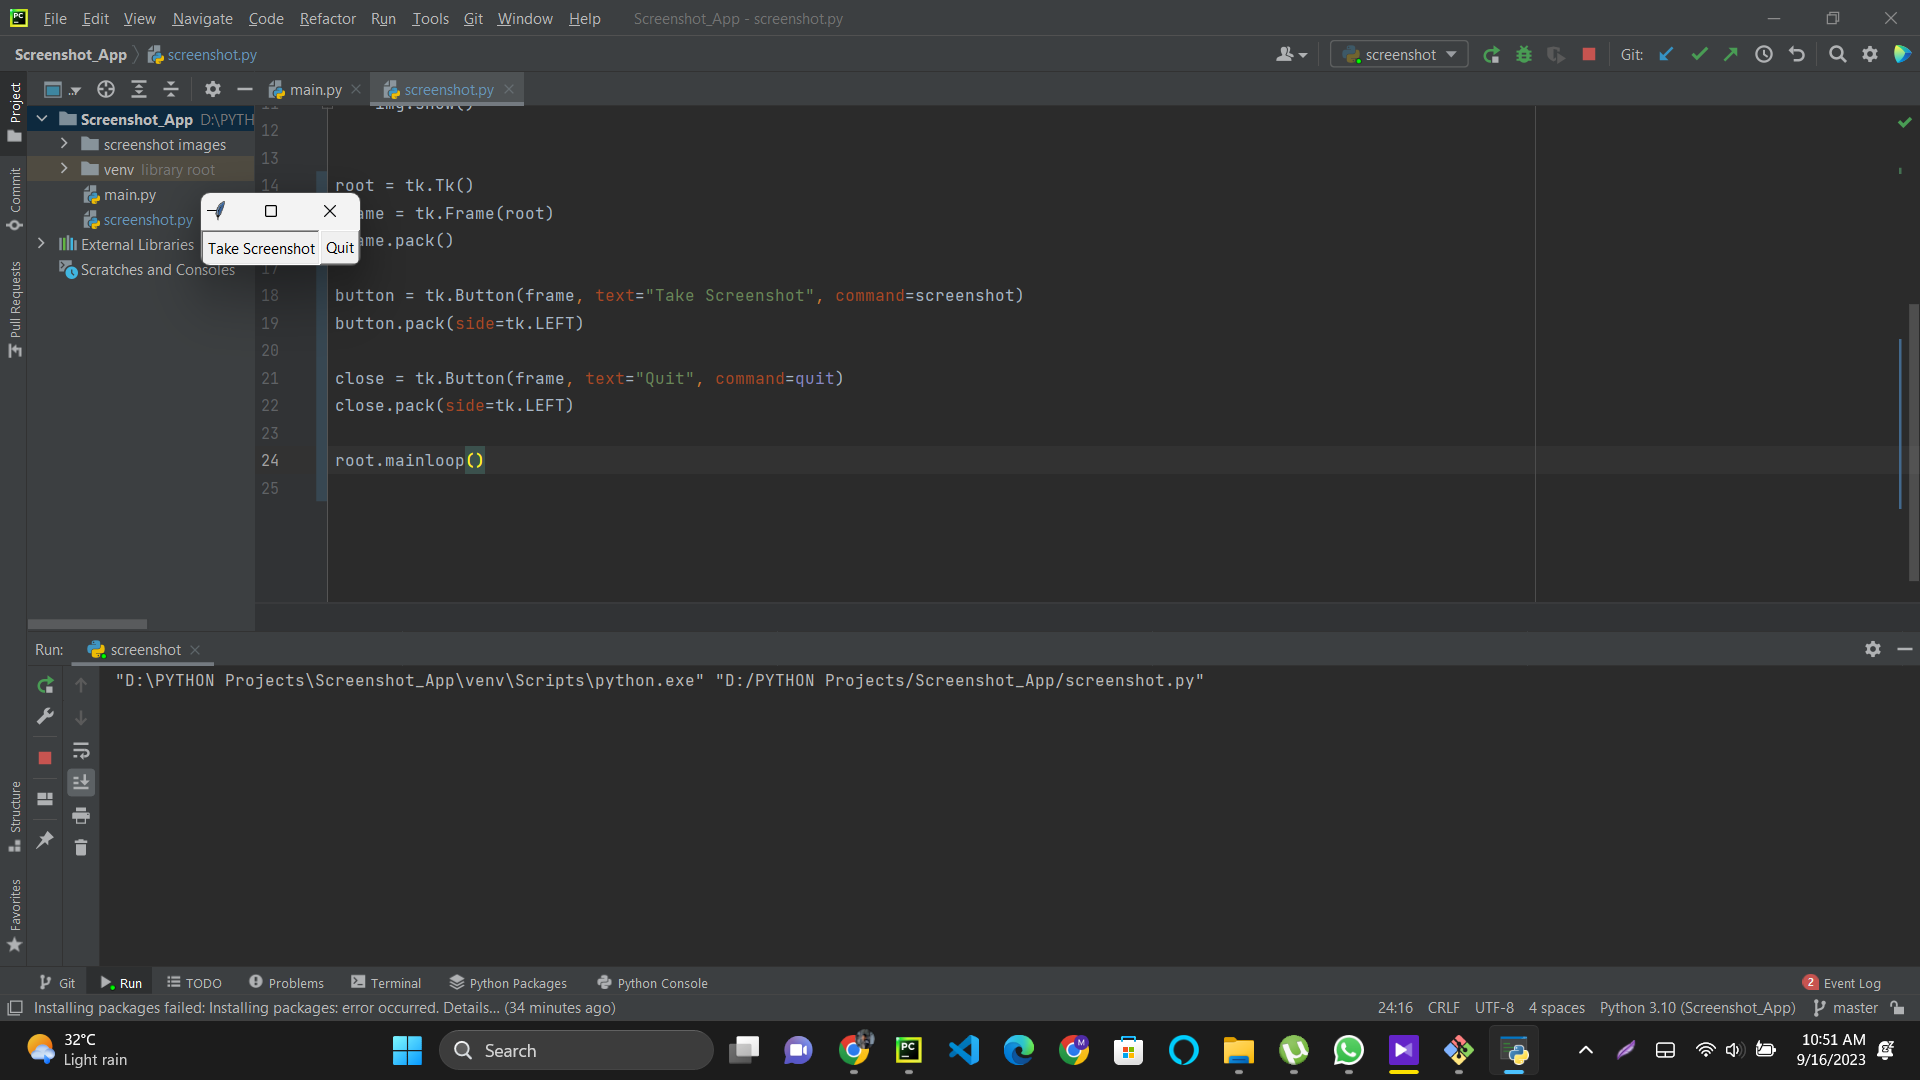 File Edit View Navigate Code Refactor Run Tools Git Window Help Screenshot_App - screenshot.py
Screenshot_App screenshot.py screenshot Git:
main.py screenshot.py
Project
Commit
Pull Requests
Structure
Favorites
Screenshot_App D:\PYTH
screenshot images
venv library root
main.py
screenshot.py
External Libraries
Scratches and Consoles
Take Screenshot Quit
11 img.show()
12
13
14 root = tk.Tk()
ame = tk.Frame(root)
ame.pack()
17
18 button = tk.Button(frame, text="Take Screenshot", command=screenshot)
19 button.pack(side=tk.LEFT)
20
21 close = tk.Button(frame, text="Quit", command=quit)
22 close.pack(side=tk.LEFT)
23
24 root.mainloop()
25
Run: screenshot
"D:\PYTHON Projects\Screenshot_App\venv\Scripts\python.exe" "D:/PYTHON Projects/Screenshot_App/screenshot.py"
Git Run TODO Problems Terminal Python Packages Python Console 2 Event Log
Installing packages failed: Installing packages: error occurred. Details... (34 minutes ago) 24:16 CRLF UTF-8 4 spaces Python 3.10 (Screenshot_App) master
32°C
Light rain
Search
10:51 AM
9/16/2023